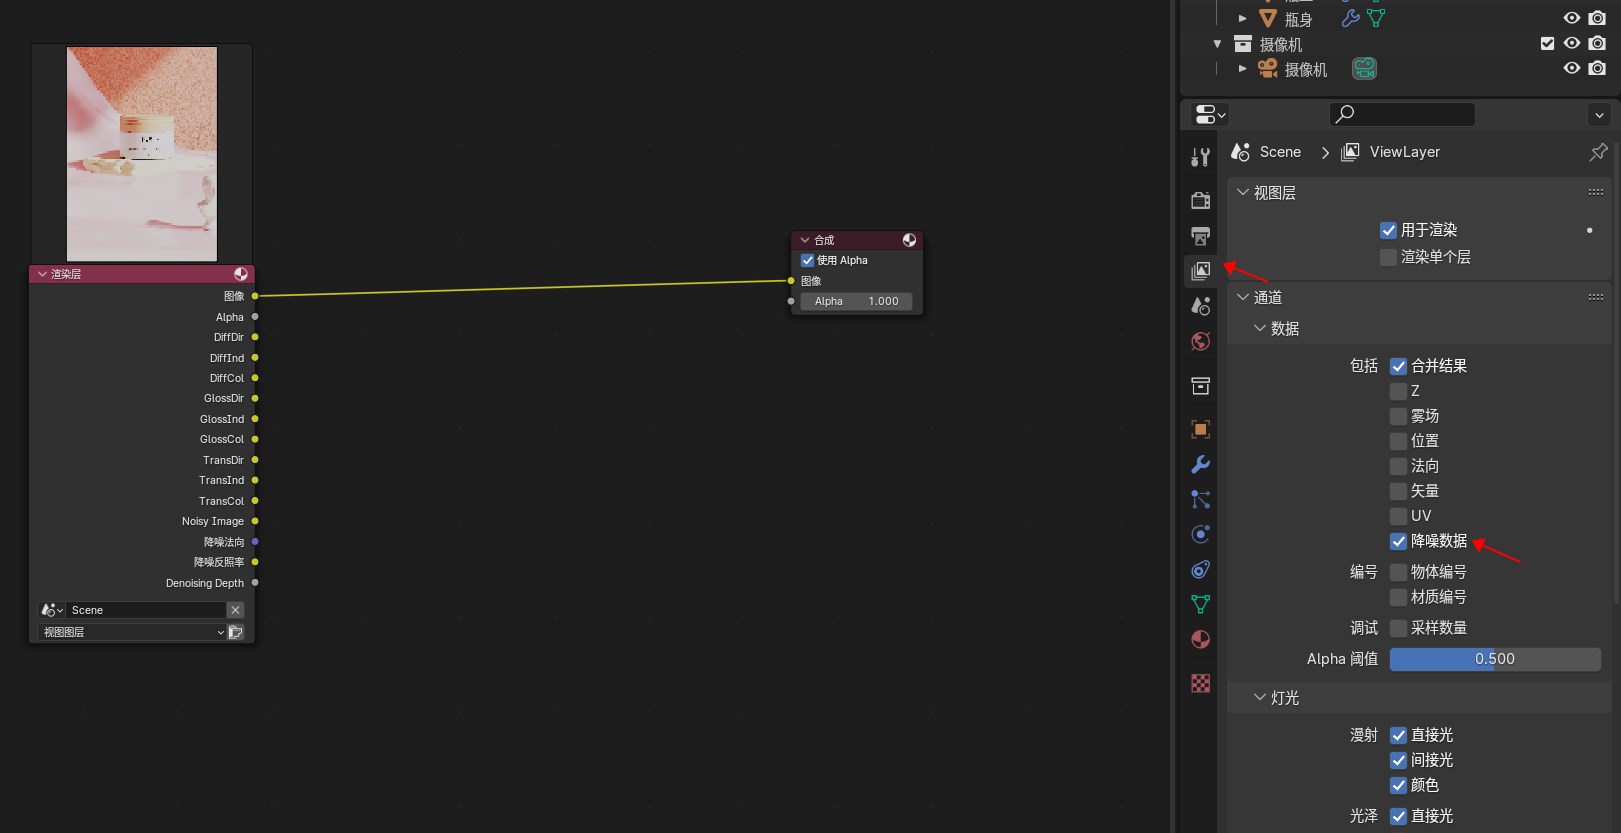 瓶身
摄像机
摄像机
Scene
ViewLayer
视图层
用于渲染
渲染单个层
通道
数据
包括
合并结果
Z
雾场
位置
法向
矢量
UV
降噪数据
编号
物体编号
材质编号
调试
采样数量
Alpha 阈值
0.500
灯光
漫射
直接光
间接光
颜色
光泽
直接光
渲染层
图像
Alpha
DiffDir
DiffInd
DiffCol
GlossDir
GlossInd
GlossCol
TransDir
TransInd
TransCol
Noisy Image
降噪法向
降噪反照率
Denoising Depth
Scene
视图图层
合成
使用 Alpha
图像
Alpha
1.000